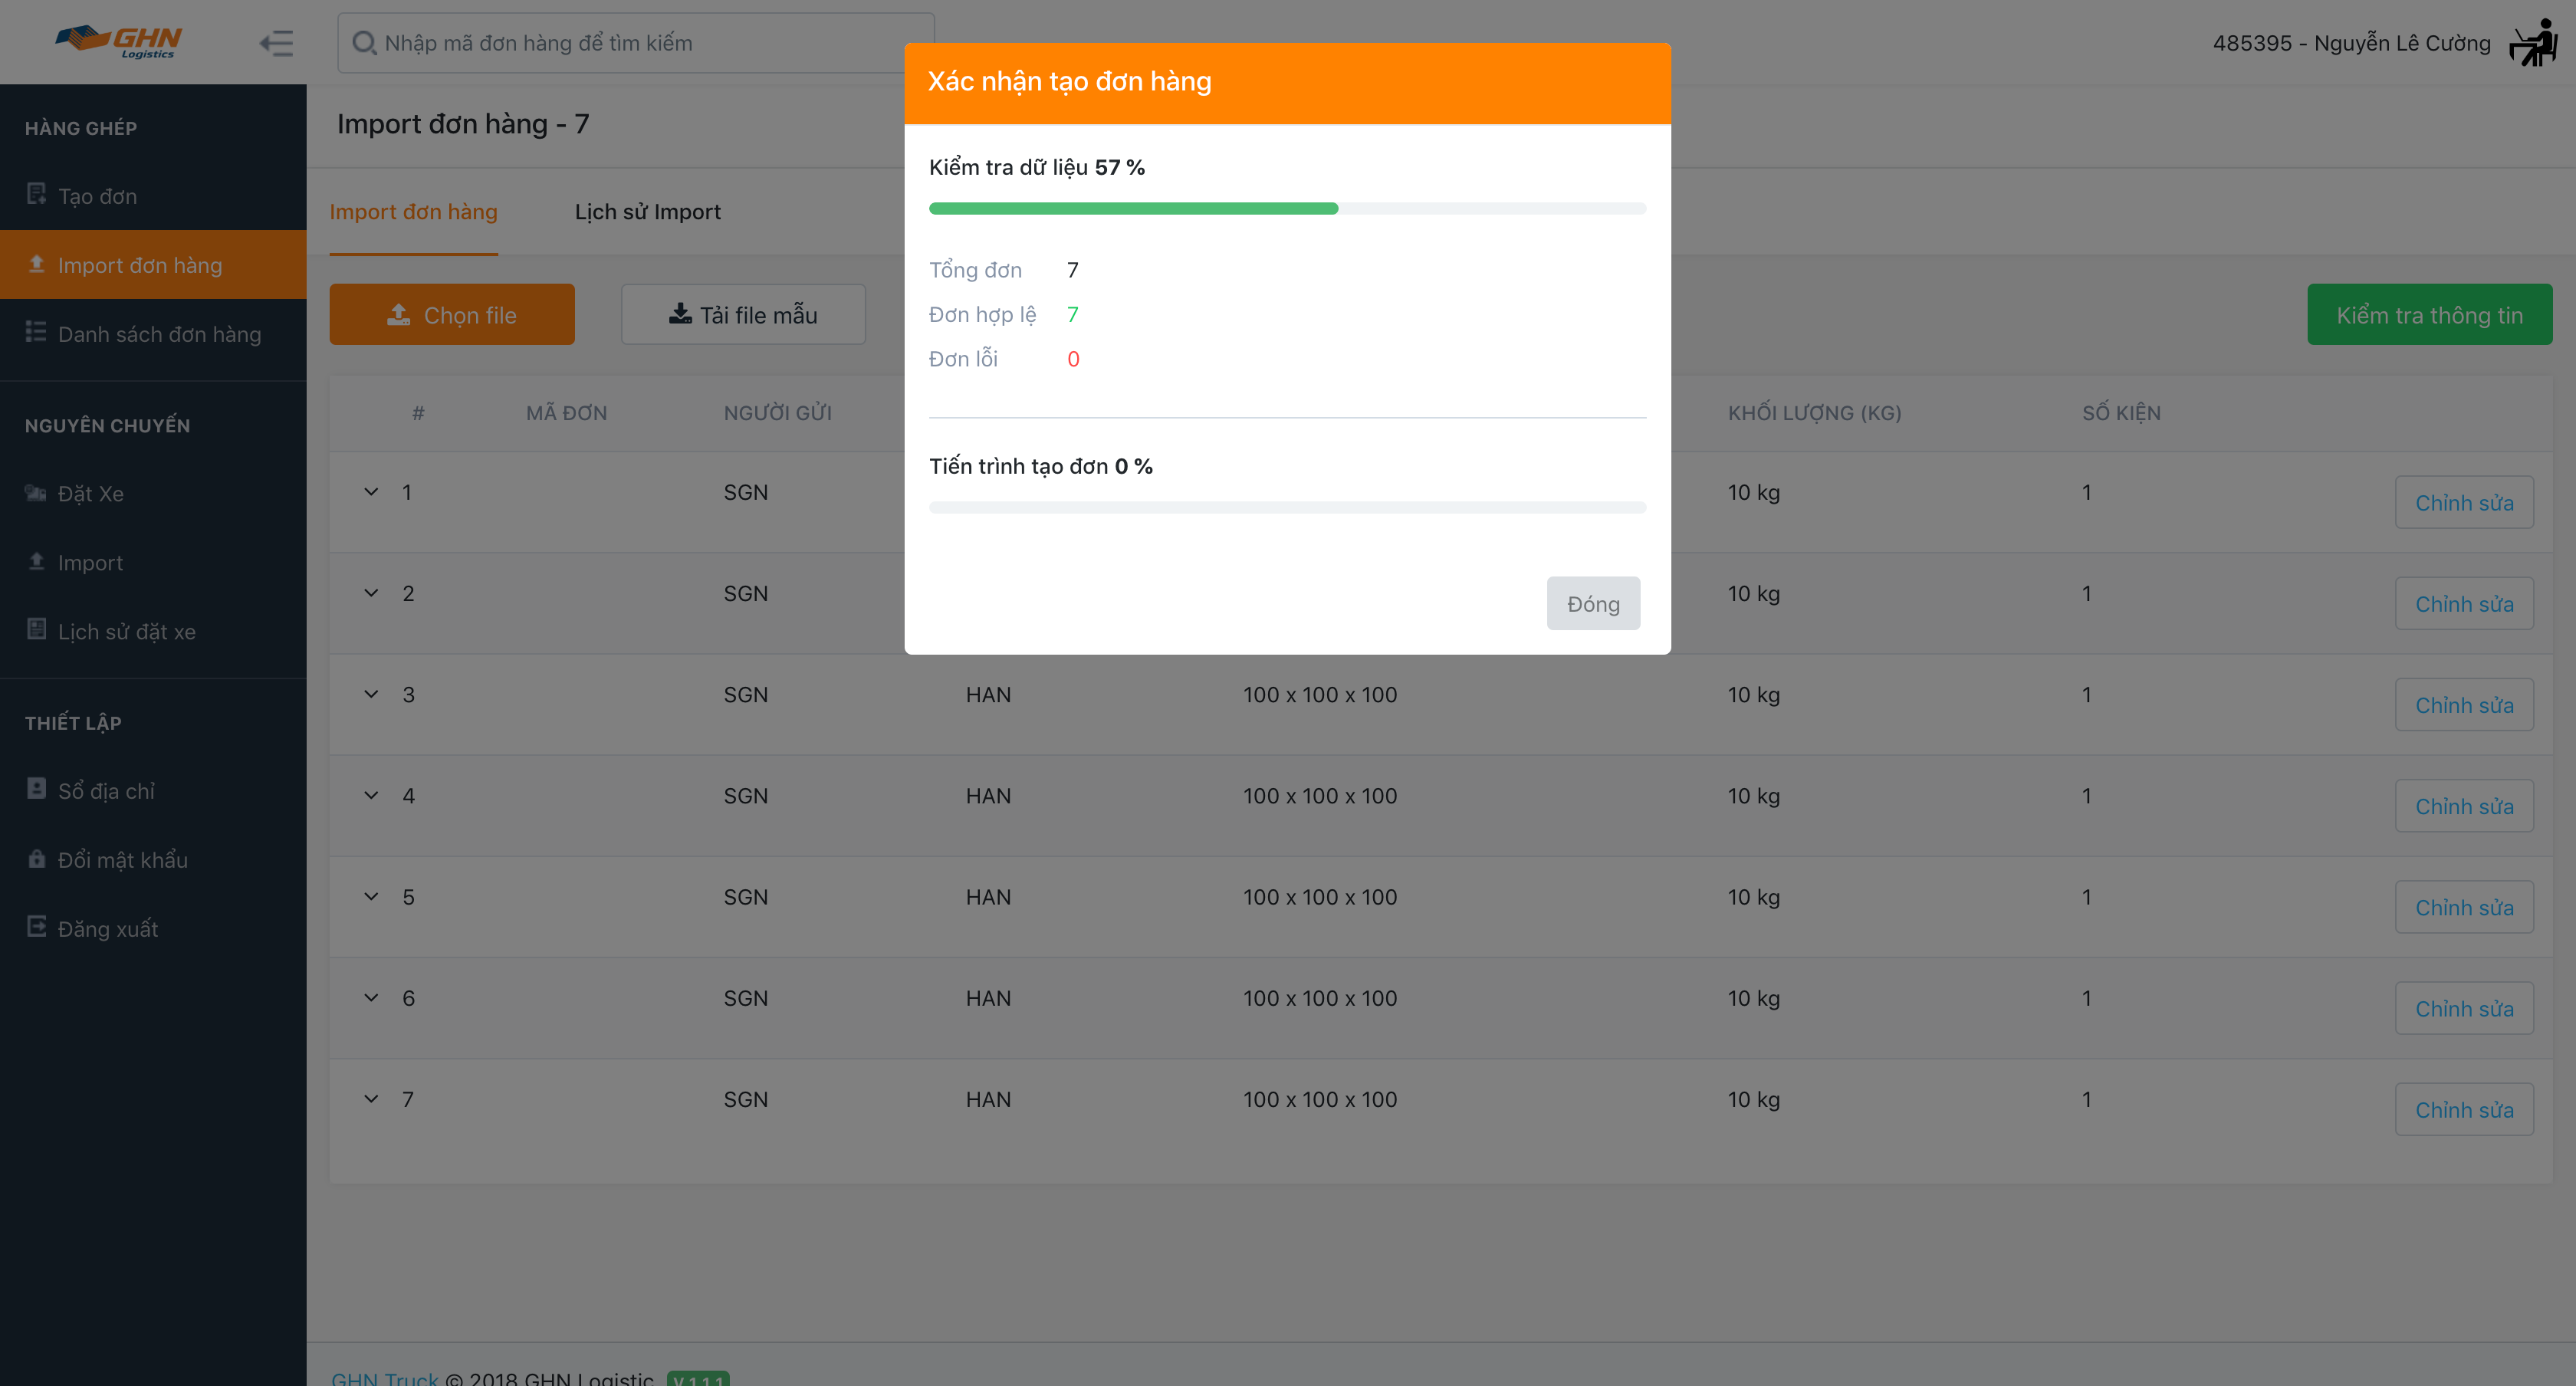 GHN
Logistics
Nhập mã đơn hàng để tìm kiếm
485395 - Nguyễn Lê Cường
HÀNG GHÉP
Tạo đơn
Import đơn hàng
Danh sách đơn hàng
NGUYÊN CHUYẾN
Đặt Xe
Import
Lịch sử đặt xe
THIẾT LẬP
Sổ địa chỉ
Đổi mật khẩu
Đăng xuất
Import đơn hàng - 7
Import đơn hàng Lịch sử Import
Chọn file Tải file mẫu Kiểm tra thông tin
Xác nhận tạo đơn hàng
Kiểm tra dữ liệu 57 %
Tổng đơn 7
Đơn hợp lệ 7
Đơn lỗi 0
Tiến trình tạo đơn 0 %
Đóng
# MÃ ĐƠN NGƯỜI GỬI KHỐI LƯỢNG (KG) SỐ KIỆN
1 SGN 10 kg 1 Chỉnh sửa
2 SGN 10 kg 1 Chỉnh sửa
3 SGN HAN 100 x 100 x 100 10 kg 1 Chỉnh sửa
4 SGN HAN 100 x 100 x 100 10 kg 1 Chỉnh sửa
5 SGN HAN 100 x 100 x 100 10 kg 1 Chỉnh sửa
6 SGN HAN 100 x 100 x 100 10 kg 1 Chỉnh sửa
7 SGN HAN 100 x 100 x 100 10 kg 1 Chỉnh sửa
GHN Truck © 2018 GHN Logistic V 1.1.1